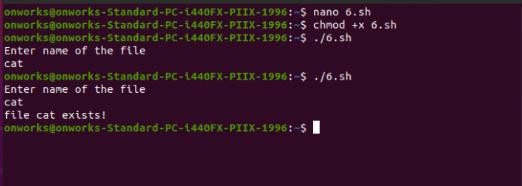 onworks@onworks-Standard-PC-i440FX-PIIX-1996:~$ nano 6.sh
onworks@onworks-Standard-PC-i440FX-PIIX-1996:~$ chmod +x 6.sh
onworks@onworks-Standard-PC-i440FX-PIIX-1996:~$ ./6.sh
Enter name of the file
cat
onworks@onworks-Standard-PC-i440FX-PIIX-1996:~$ ./6.sh
Enter name of the file
cat
file cat exists!
onworks@onworks-Standard-PC-i440FX-PIIX-1996:~$